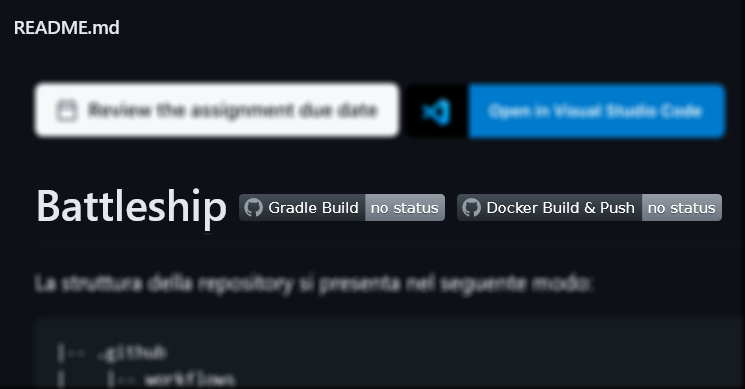 README.md
Review the assignment due date Open in Visual Studio Code
Battleship Gradle Build no status Docker Build & Push no status
La struttura della repository si presenta nel seguente modo:
|-- .github
|   |-- workflows